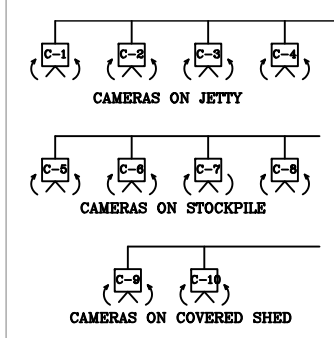 C-1 C-2 C-3 C-4
CAMERAS ON JETTY
C-5 C-6 C-7 C-8
CAMERAS ON STOCKPILE
C-9 C-10
CAMERAS ON COVERED SHED